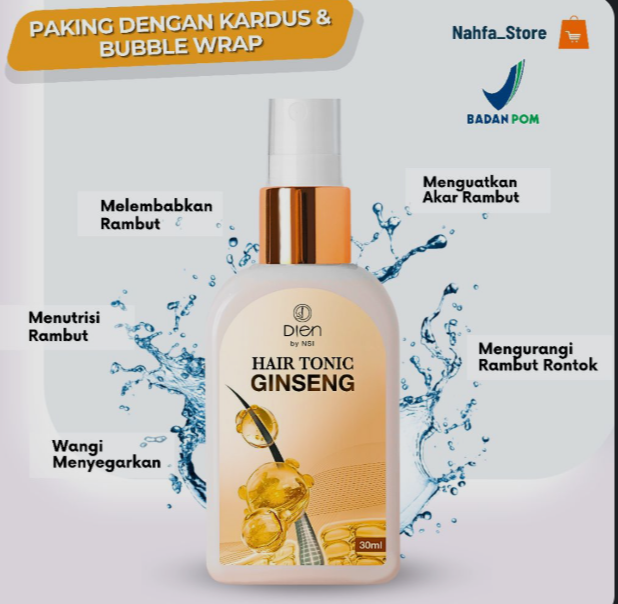 PAKING DENGAN KARDUS &
BUBBLE WRAP
Nahfa_Store
BADAN POM
Melembabkan
Rambut
Menguatkan
Akar Rambut
Menutrisi
Rambut
Mengurangi
Rambut Rontok
Wangi
Menyegarkan
Dien
by NSI
HAIR TONIC
GINSENG
30ml